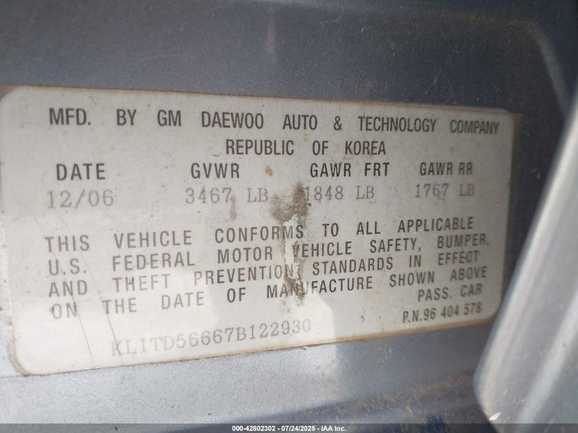 MFD. BY GM DAEWOO AUTO & TECHNOLOGY COMPANY
REPUBLIC OF KOREA
DATE GVWR GAWR FRT GAWR RR
12/06 3467 LB 1848 LB 1767 LB
THIS VEHICLE CONFORMS TO ALL APPLICABLE
U.S. FEDERAL MOTOR VEHICLE SAFETY, BUMPER,
AND THEFT PREVENTION STANDARDS IN EFFECT
ON THE DATE OF MANUFACTURE SHOWN ABOVE
PASS. CAR
KL1TD56667B122930
P.N.96 404 578
000-42802302 - 07/24/2025 - IAA Inc.